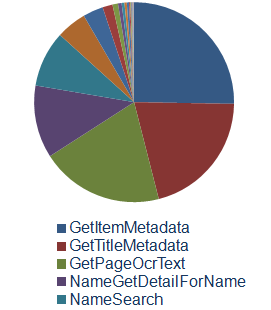 GetItemMetadata
GetTitleMetadata
GetPageOcrText
NameGetDetailForName
NameSearch